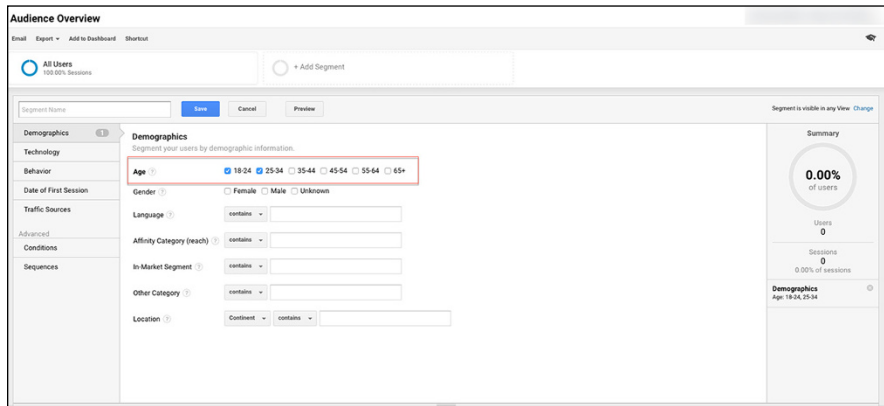 Audience Overview
Email Export Add to Dashboard Shortcut
All Users
100.00% Sessions
+ Add Segment
Segment Name Save Cancel Preview Segment is visible in any View Change
Demographics 1
Technology
Behavior
Date of First Session
Traffic Sources
Advanced
Conditions
Sequences
Demographics
Segment your users by demographic information.
Age ? 18-24 25-34 35-44 45-54 55-64 65+
Gender ? Female Male Unknown
Language ? contains
Affinity Category (reach) ? contains
In-Market Segment ? contains
Other Category ? contains
Location ? Continent contains
Summary
0.00%
of users
Users
0
Sessions
0
0.00% of sessions
Demographics
Age: 18-24, 25-34